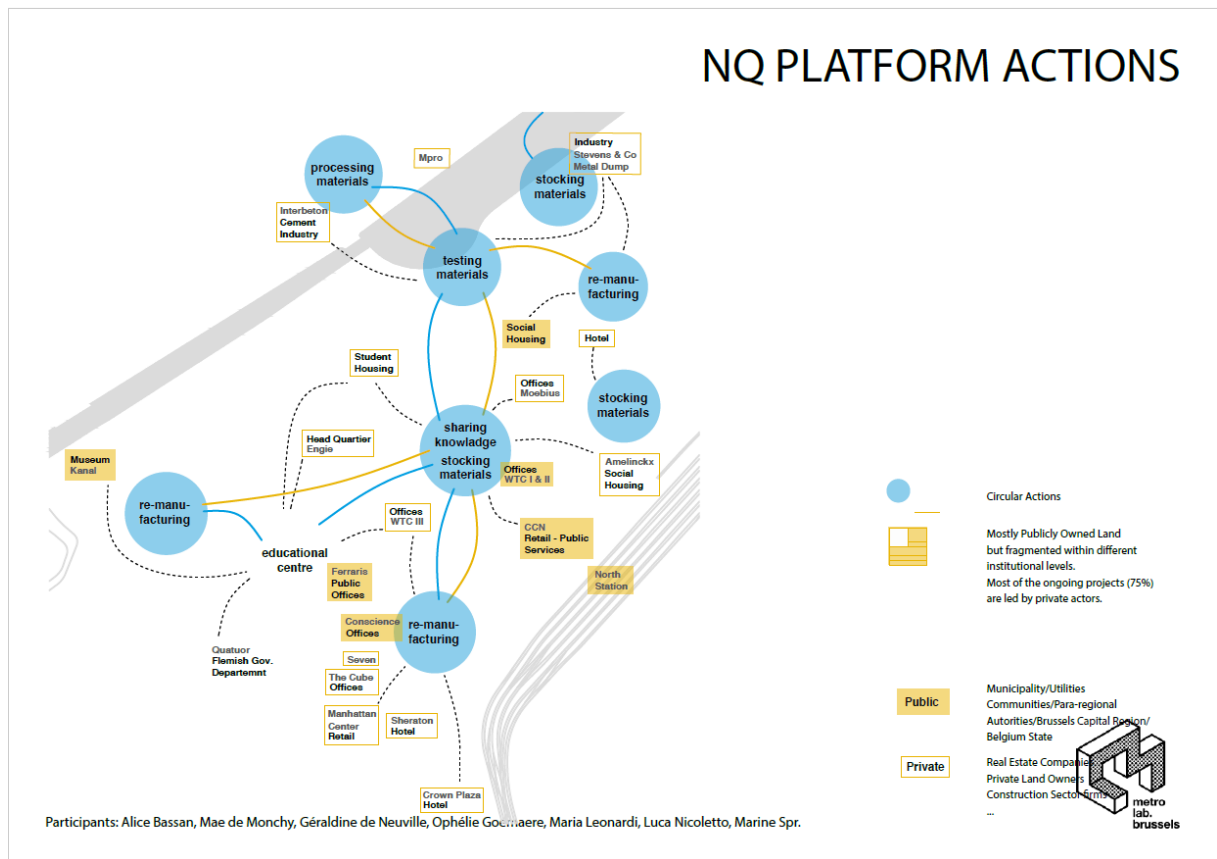 NQ PLATFORM ACTIONS
Mpro
Industry
Stevens & Co
Metal Dump
processing
materials
stocking
materials
Interbeton
Cement
Industry
testing
materials
re-manu-
facturing
Social
Housing
Hotel
Student
Housing
Offices
Moebius
stocking
materials
sharing
knowledge
stocking
materials
Head Quartier
Engie
Museum
Kanal
Offices
WTC I & II
Amelinckx
Social
Housing
re-manu-
facturing
Offices
WTC III
CCN
Retail - Public
Services
educational
centre
Ferraris
Public
Offices
North
Station
Conscience
Offices
re-manu-
facturing
Quatuor
Flemish Gov.
Departemnt
Seven
The Cube
Offices
Manhattan
Center
Retail
Sheraton
Hotel
Crown Plaza
Hotel
Circular Actions
Mostly Publicly Owned Land
but fragmented within different
institutional levels.
Most of the ongoing projects (75%)
are led by private actors.
Public
Municipality/Utilities
Communities/Para-regional
Autorities/Brussels Capital Region/
Belgium State
Private
Real Estate Companies
Private Land Owners
Construction Sector firms
...
metro
lab.
brussels
Participants: Alice Bassan, Mae de Monchy, Géraldine de Neuville, Ophélie Goemaere, Maria Leonardi, Luca Nicoletto, Marine Spr.